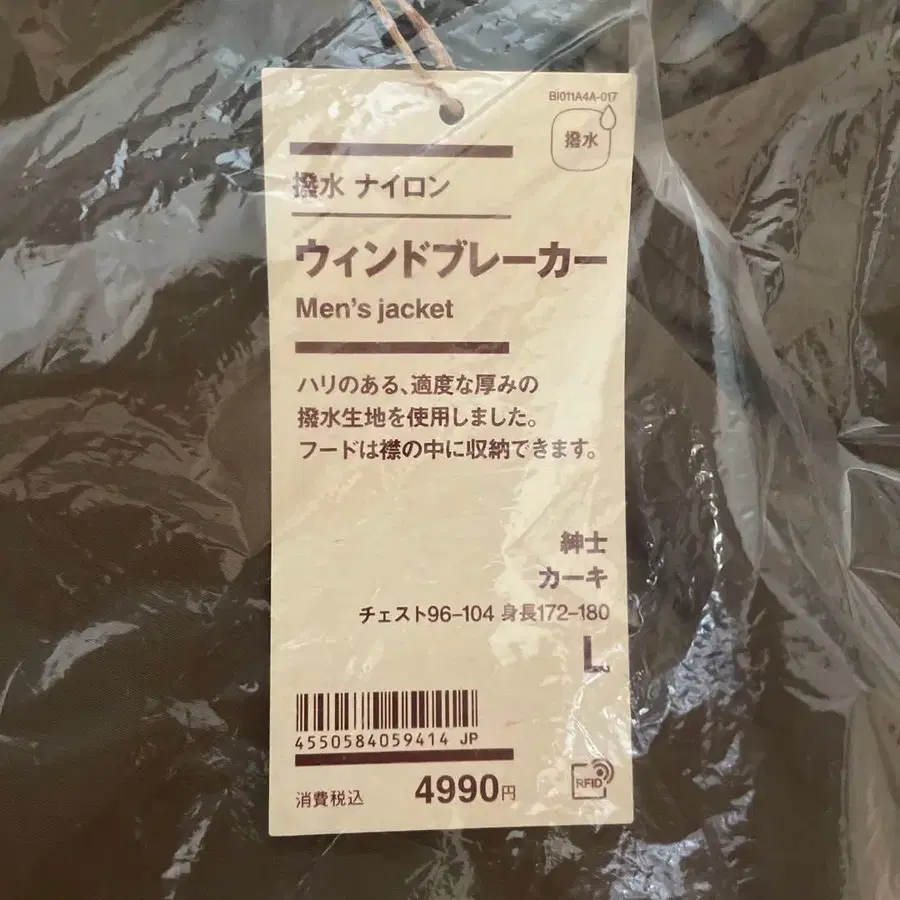 BI011A4A-017
撥水
撥水 ナイロン
ウィンドブレーカー
Men's jacket
ハリのある、適度な厚みの
撥水生地を使用しました。
フードは襟の中に収納できます。
紳士
カーキ
チェスト96-104 身長172-180
L
4550584059414 JP
消費税込 4990円
RFID